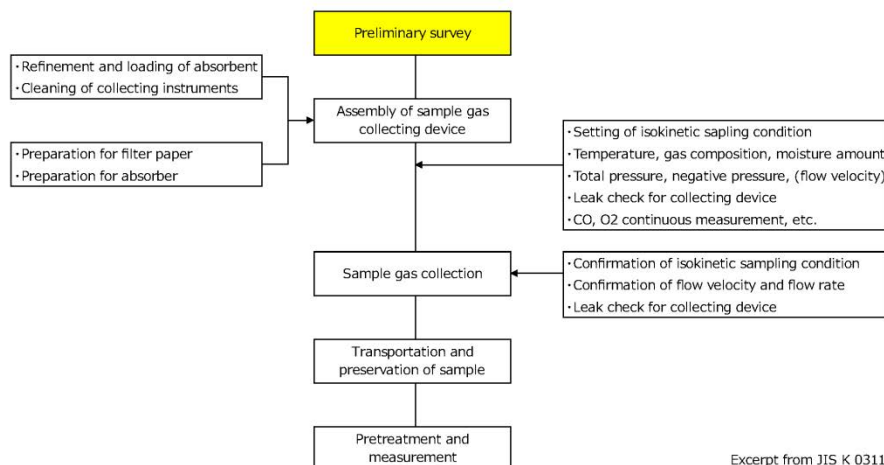 Preliminary survey
・Refinement and loading of absorbent
・Cleaning of collecting instruments
Assembly of sample gas
collecting device
・Preparation for filter paper
・Preparation for absorber
・Setting of isokinetic sapling condition
・Temperature, gas composition, moisture amount
・Total pressure, negative pressure, (flow velocity)
・Leak check for collecting device
・CO, O2 continuous measurement, etc.
Sample gas collection
・Confirmation of isokinetic sampling condition
・Confirmation of flow velocity and flow rate
・Leak check for collecting device
Transportation and
preservation of sample
Pretreatment and
measurement
Excerpt from JIS K 0311